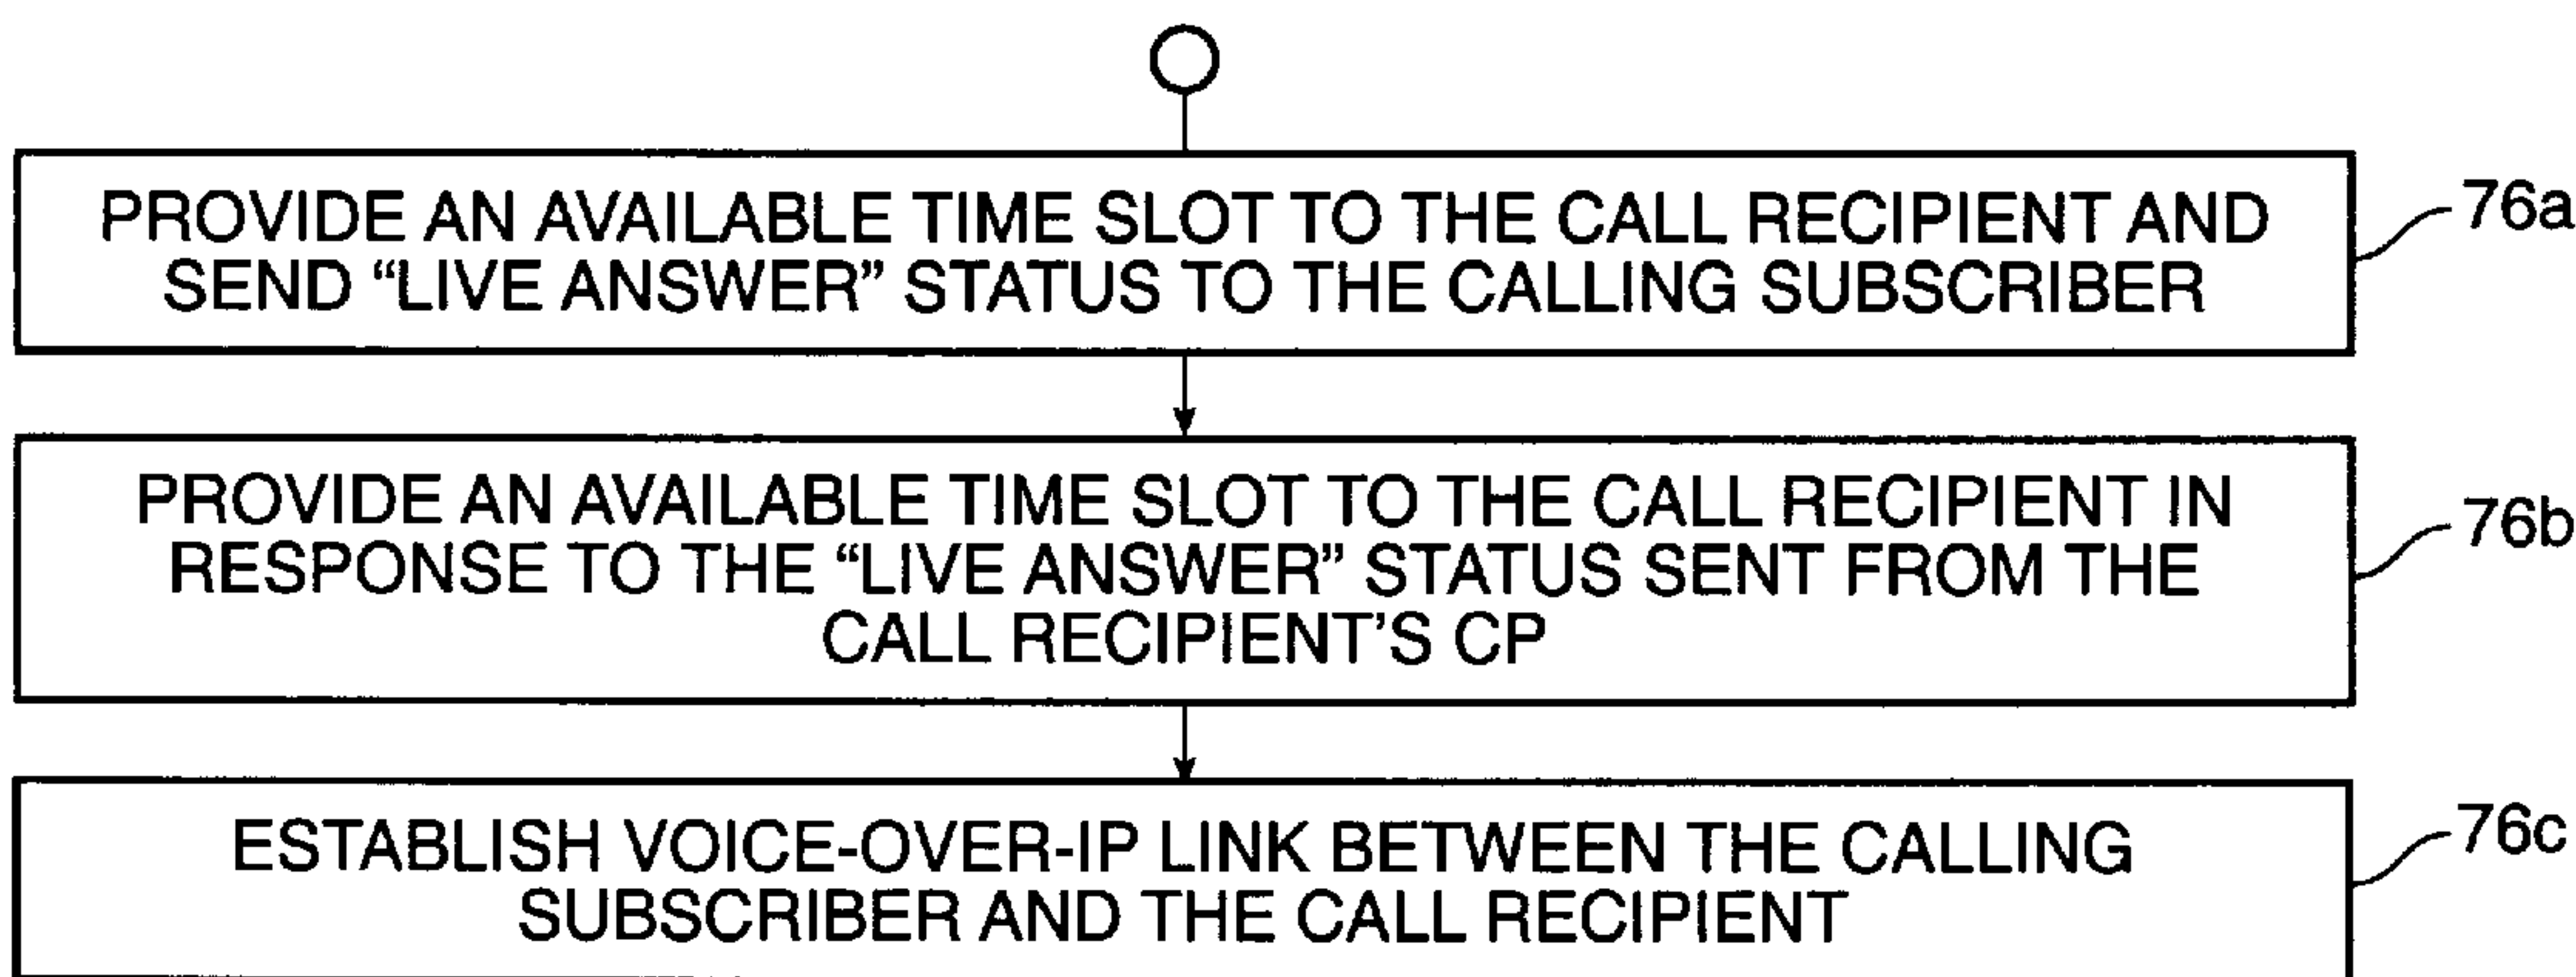 PROVIDE AN AVAILABLE TIME SLOT TO THE CALL RECIPIENT AND
SEND “LIVE ANSWER” STATUS TO THE CALLING SUBSCRIBER
76a
PROVIDE AN AVAILABLE TIME SLOT TO THE CALL RECIPIENT IN
RESPONSE TO THE “LIVE ANSWER” STATUS SENT FROM THE
CALL RECIPIENT’S CP
76b
ESTABLISH VOICE-OVER-IP LINK BETWEEN THE CALLING
SUBSCRIBER AND THE CALL RECIPIENT
76c